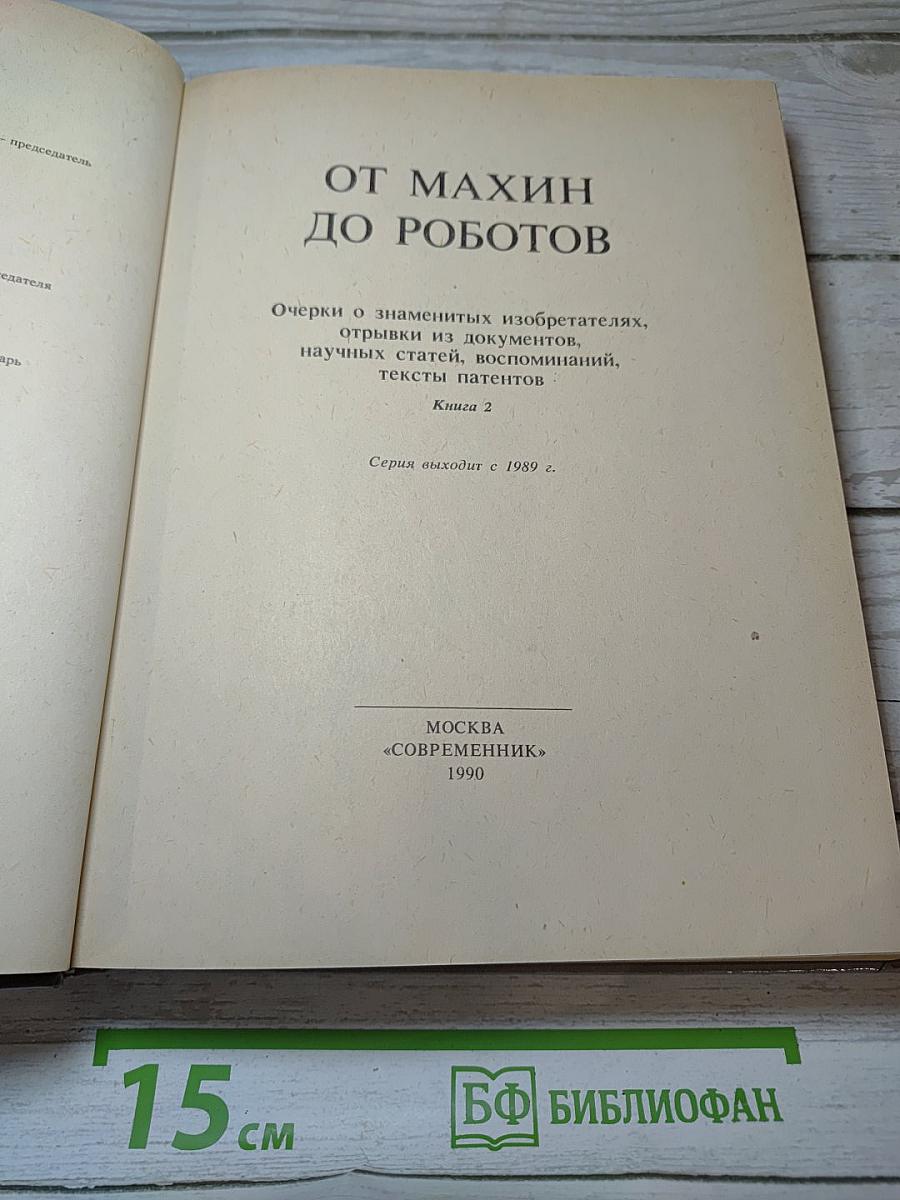 – председатель
седателя
арь
ОТ МАХИН
ДО РОБОТОВ
Очерки о знаменитых изобретателях,
отрывки из документов,
научных статей, воспоминаний,
тексты патентов
Книга 2
Серия выходит с 1989 г.
МОСКВА
«СОВРЕМЕННИК»
1990
15 см
БФ БИБЛИОФАН